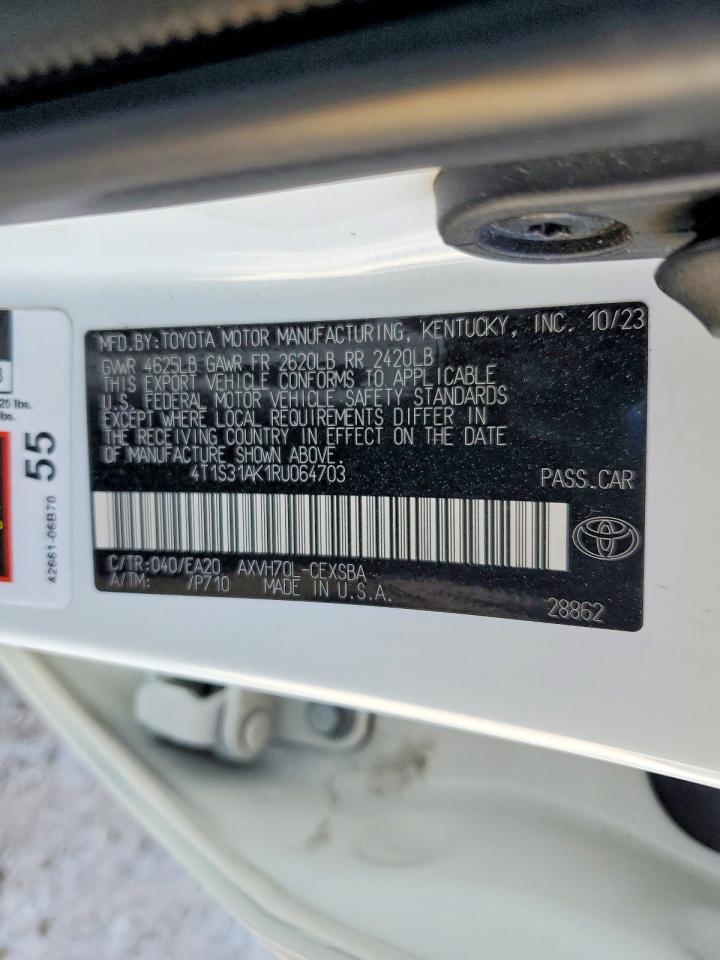 MFD.BY:TOYOTA MOTOR MANUFACTURING, KENTUCKY, INC. 10/23
GVWR 4625LB GAWR FR 2620LB RR 2420LB
THIS EXPORT VEHICLE CONFORMS TO APPLICABLE
U.S. FEDERAL MOTOR VEHICLE SAFETY STANDARDS
EXCEPT WHERE LOCAL REQUIREMENTS DIFFER IN
THE RECEIVING COUNTRY IN EFFECT ON THE DATE
OF MANUFACTURE SHOWN ABOVE.
4T1S31AK1RU064703 PASS.CAR
C/TR:040/EA20 AXVH70L-CEXSBA
A/TM: /P710 MADE IN U.S.A.
28862
25 lbs.
lbs.
55
42661-06B70